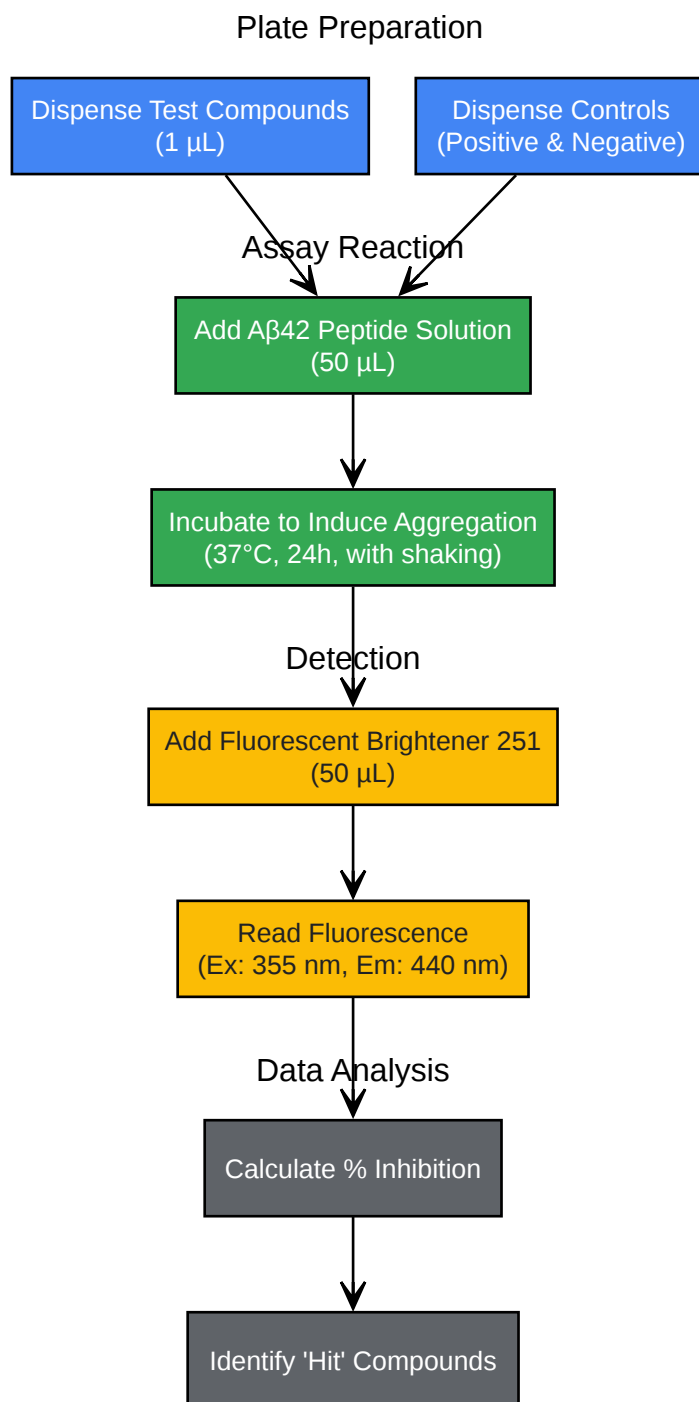 Plate Preparation
Dispense Test Compounds
(1 µL)
Dispense Controls
(Positive & Negative)
Assay Reaction
Add Aβ42 Peptide Solution
(50 µL)
Incubate to Induce Aggregation
(37°C, 24h, with shaking)
Detection
Add Fluorescent Brightener 251
(50 µL)
Read Fluorescence
(Ex: 355 nm, Em: 440 nm)
Data Analysis
Calculate % Inhibition
Identify 'Hit' Compounds